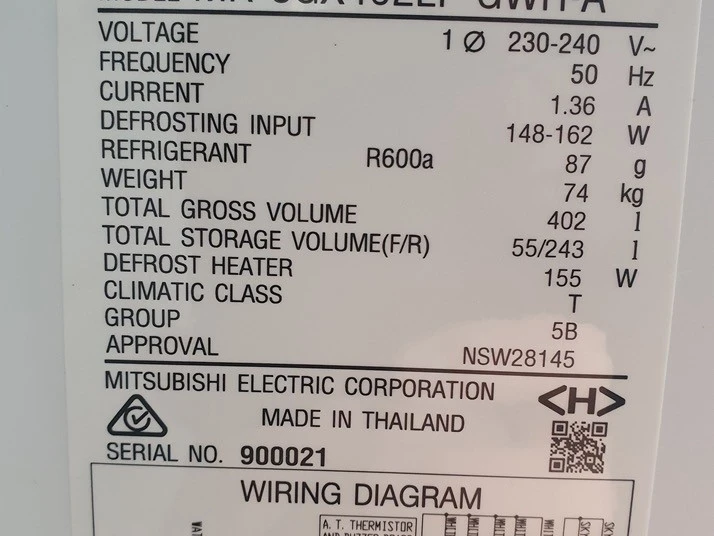 VOLTAGE 1 Ø 230-240 V~
FREQUENCY 50 Hz
CURRENT 1.36 A
DEFROSTING INPUT 148-162 W
REFRIGERANT R600a 87 g
WEIGHT 74 kg
TOTAL GROSS VOLUME 402 l
TOTAL STORAGE VOLUME(F/R) 55/243 l
DEFROST HEATER 155 W
CLIMATIC CLASS T
GROUP 5B
APPROVAL NSW28145
MITSUBISHI ELECTRIC CORPORATION <H>
MADE IN THAILAND
SERIAL NO. 900021
WIRING DIAGRAM
A. T. THERMISTOR